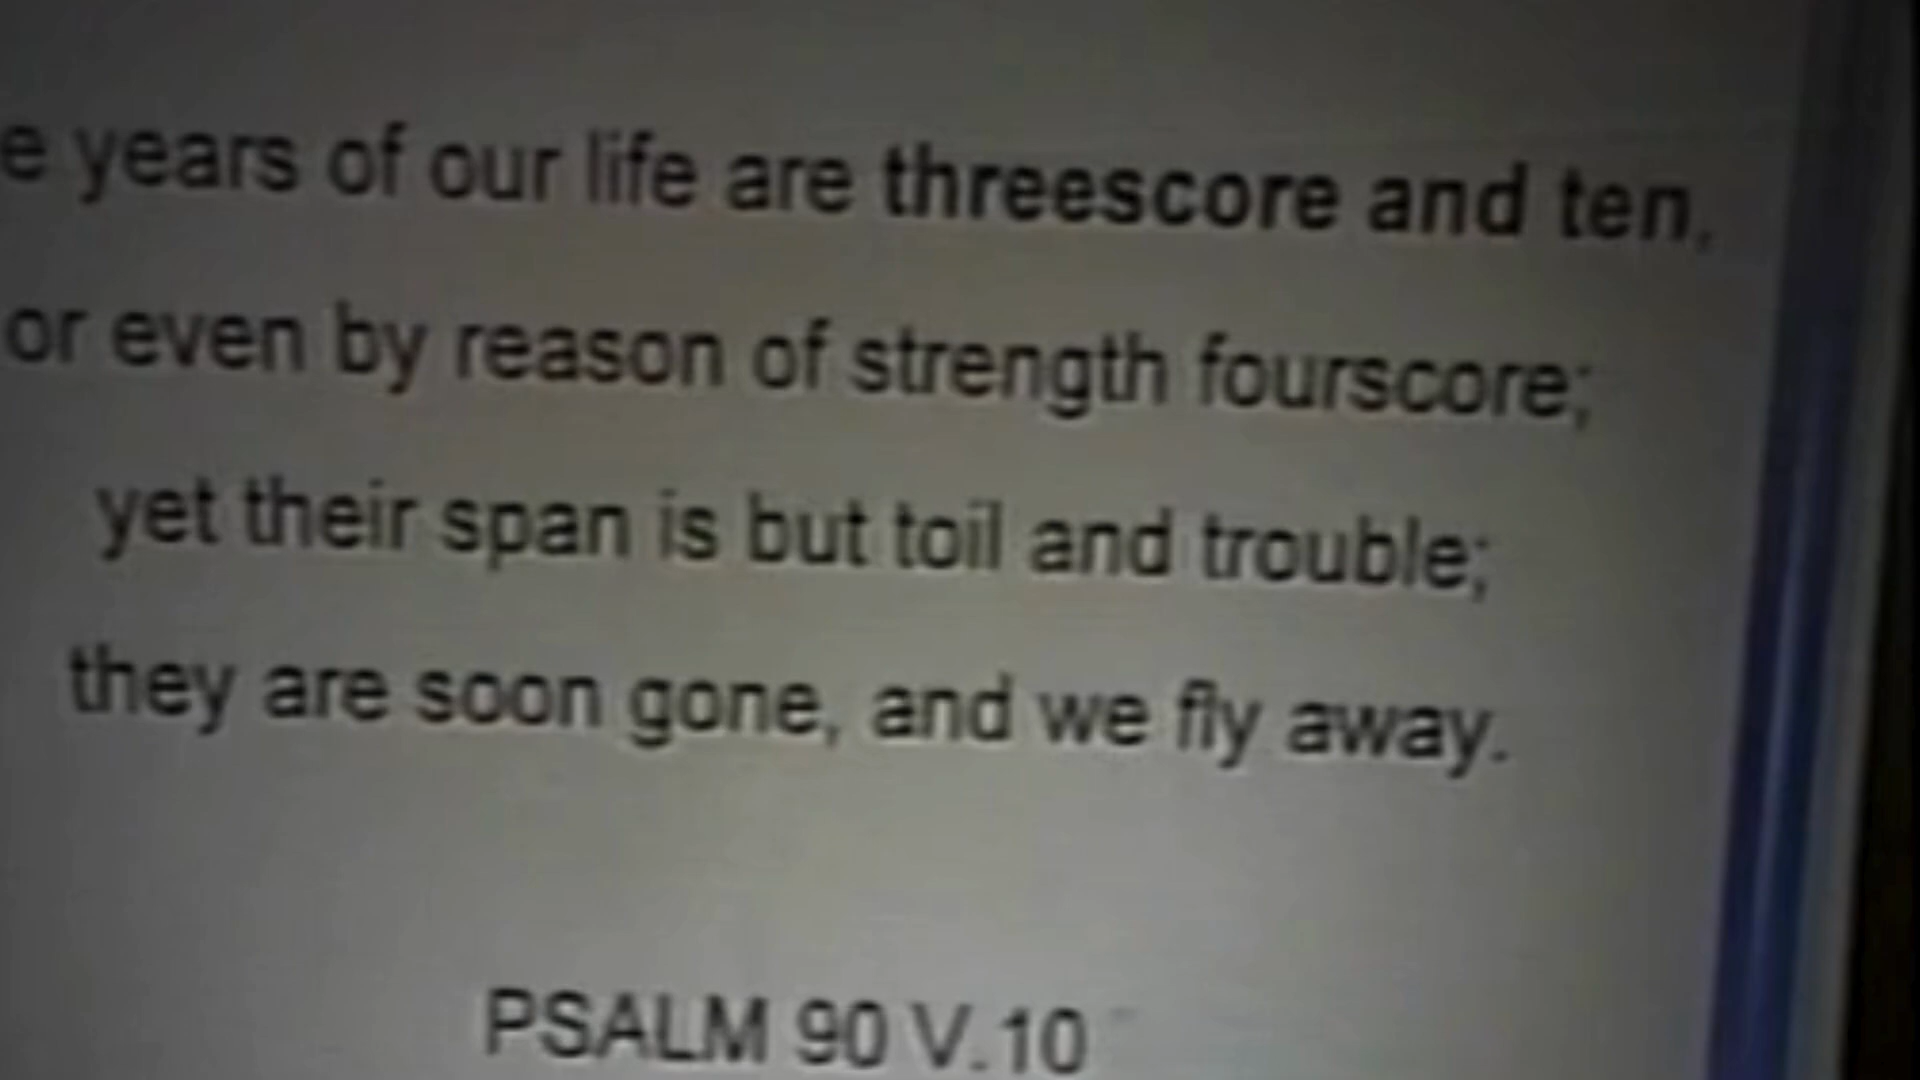 e years of our life are threescore and ten,
or even by reason of strength fourscore;
yet their span is but toil and trouble;
they are soon gone, and we fly away.
PSALM 90 V.10